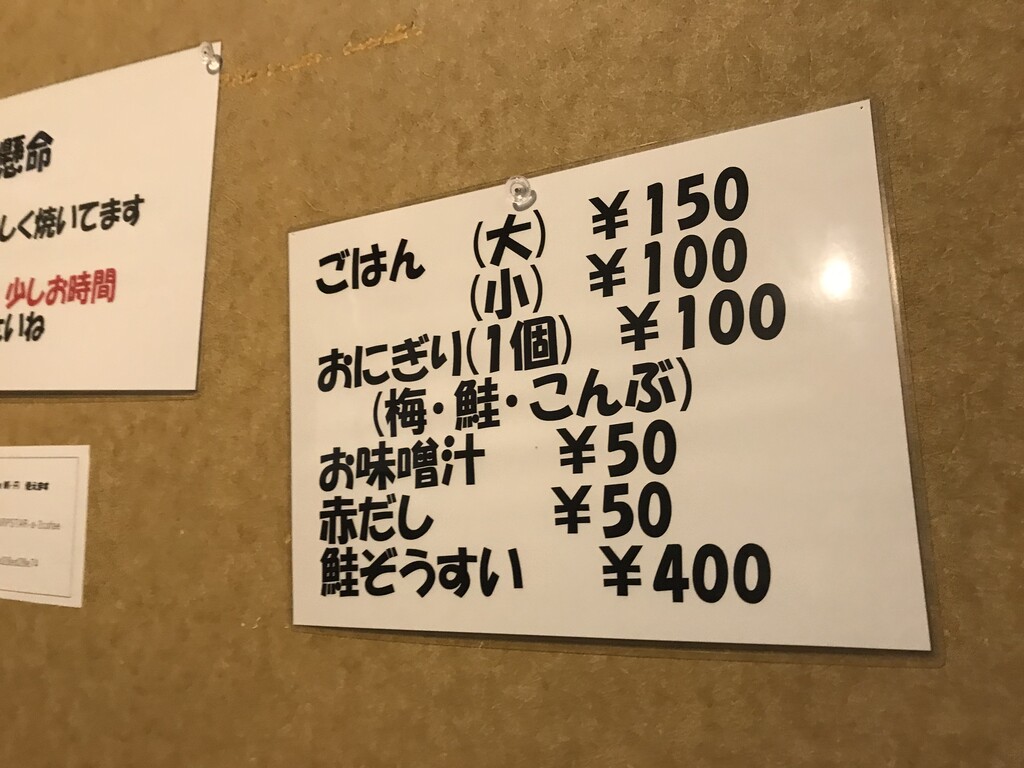 懸命
しく焼いてます
少しお時間
いね
ごはん (大) ¥150
(小) ¥100
おにぎり(1個) ¥100
(梅・鮭・こんぶ)
お味噌汁 ¥50
赤だし ¥50
鮭ぞうすい ¥400